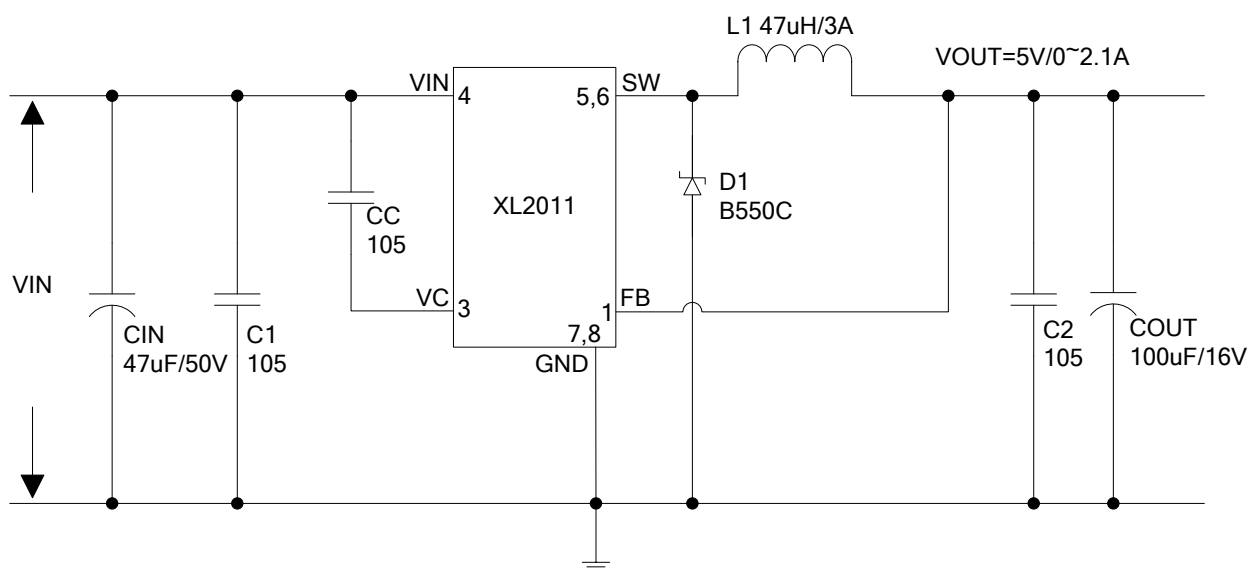 L1 47uH/3A
VOUT=5V/0~2.1A
VIN
4
5,6
SW
XL2011
D1
B550C
CC
105
VIN
VC
3
1
FB
7,8
GND
CIN
47uF/50V
C1
105
C2
105
COUT
100uF/16V